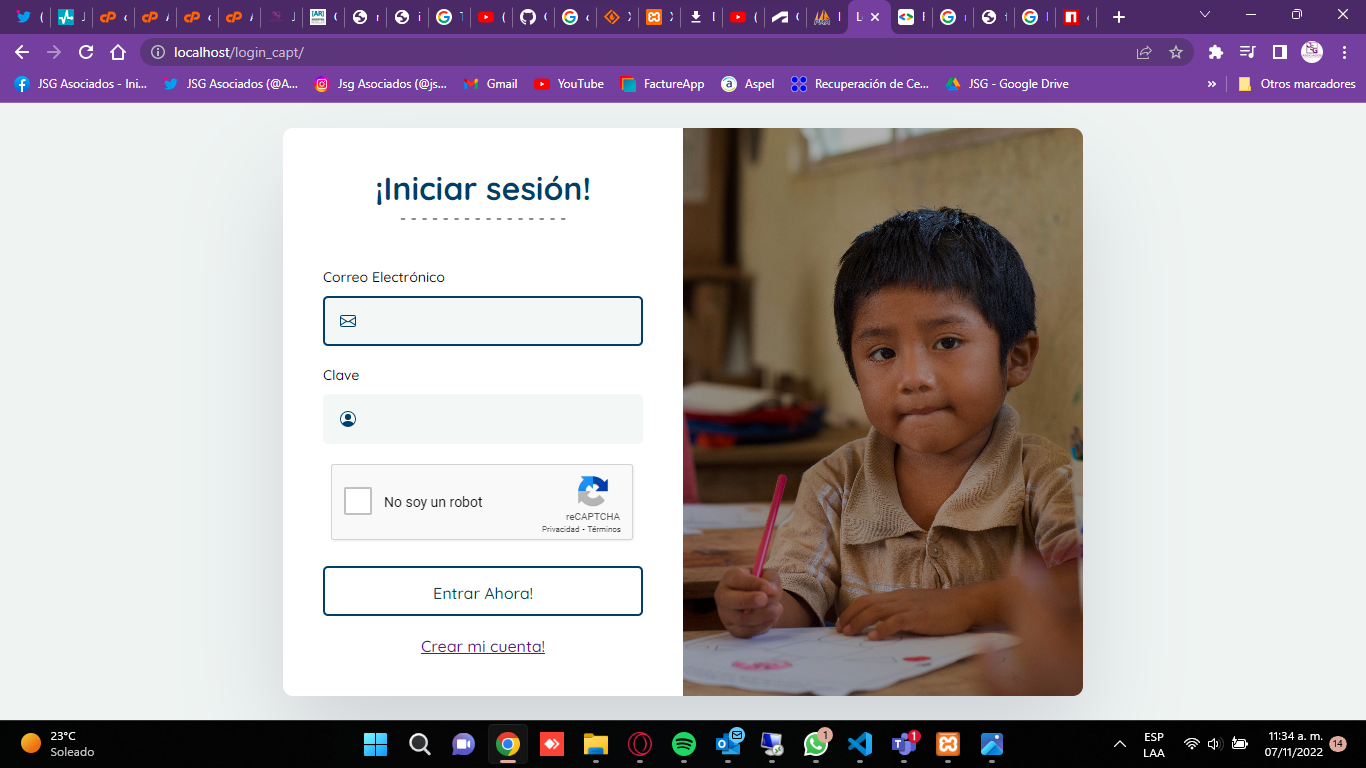 localhost/login_capt/
JSG Asociados - Ini...
JSG Asociados (@A...
Jsg Asociados (@js...
Gmail
YouTube
FactureApp
Aspel
Recuperación de Ce...
JSG - Google Drive
»
Otros marcadores
¡Iniciar sesión!
Correo Electrónico
Clave
No soy un robot
reCAPTCHA
Privacidad • Términos
Entrar Ahora!
Crear mi cuenta!
23°C
Soleado
1
1
ESP
LAA
11:34 a. m.
07/11/2022
14